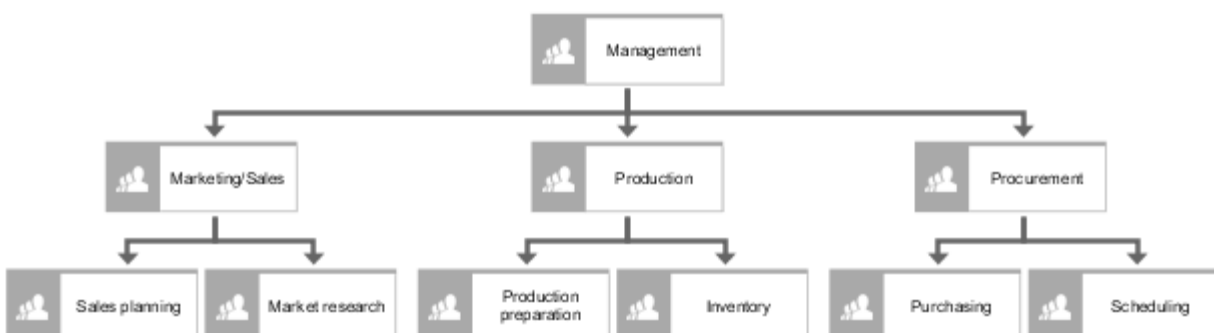 Management
Marketing/Sales
Production
Procurement
Sales planning
Market research
Production
preparation
Inventory
Purchasing
Scheduling